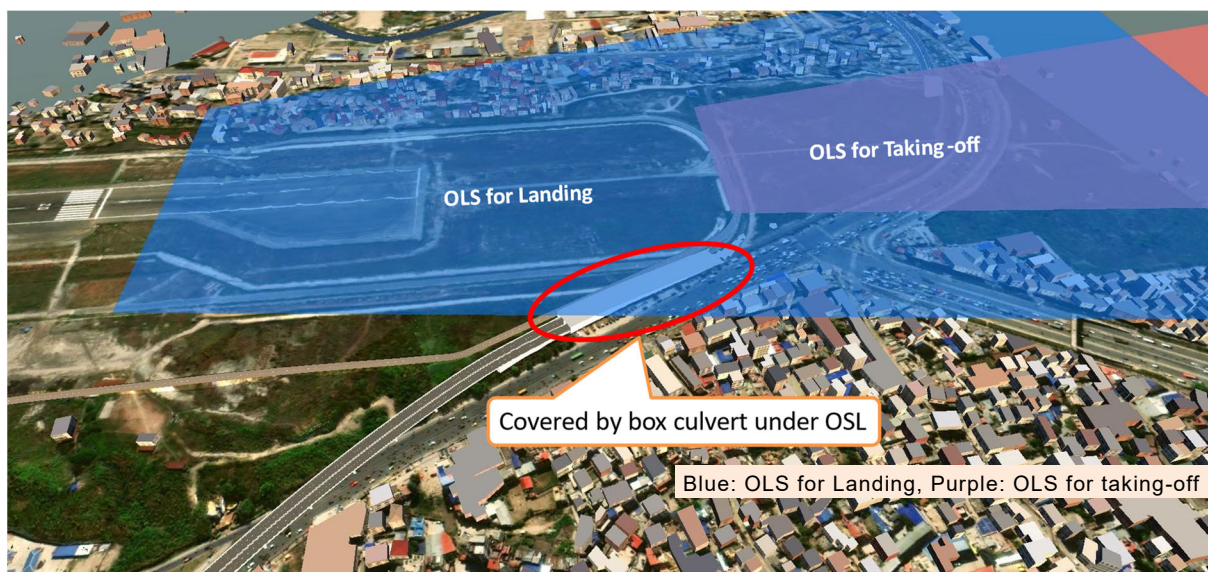 OLS for Taking -off
OLS for Landing
Covered by box culvert under OSL
Blue: OLS for Landing, Purple: OLS for taking-off